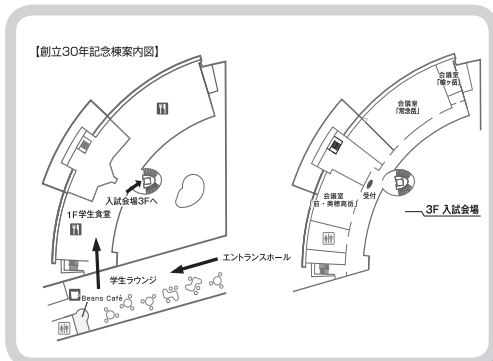 【創立30年記念棟案内図】
入試会場3Fへ
1F 学生食堂
エントランスホール
学生ラウンジ
Beans Café
会議室
「槍ヶ岳」
会議室
「常念岳」
受付
会議室
「前・奥穂高岳」
3F 入試会場